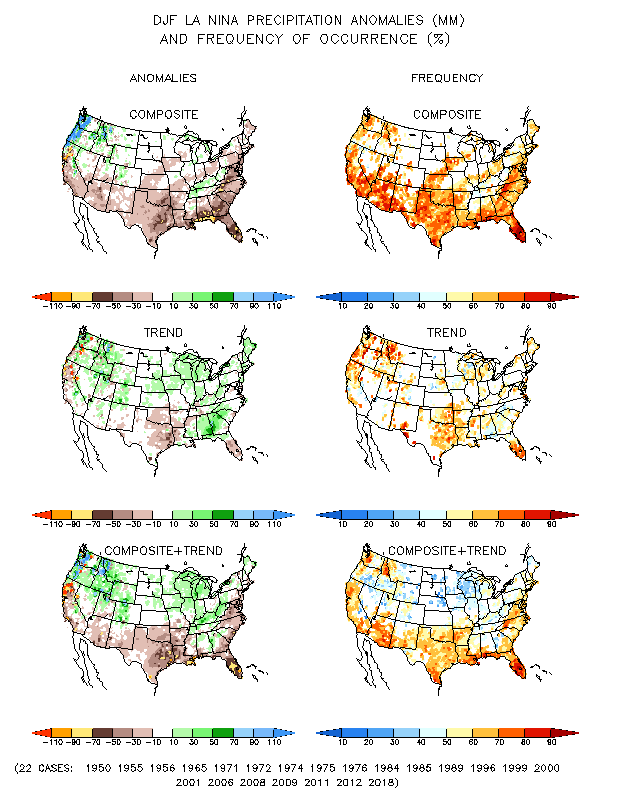 DJF LA NINA PRECIPITATION ANOMALIES (MM)
AND FREQUENCY OF OCCURRENCE (%)
ANOMALIES FREQUENCY
COMPOSITE COMPOSITE
-110 -90 -70 -50 -30 -10 10 30 50 70 90 110 10 20 30 40 50 60 70 80 90
TREND TREND
-110 -90 -70 -50 -30 -10 10 30 50 70 90 110 10 20 30 40 50 60 70 80 90
COMPOSITE+TREND COMPOSITE+TREND
-110 -90 -70 -50 -30 -10 10 30 50 70 90 110 10 20 30 40 50 60 70 80 90
(22 CASES: 1950 1955 1956 1965 1971 1972 1974 1975 1976 1984 1985 1989 1996 1999 2000
2001 2006 2008 2009 2011 2012 2018)